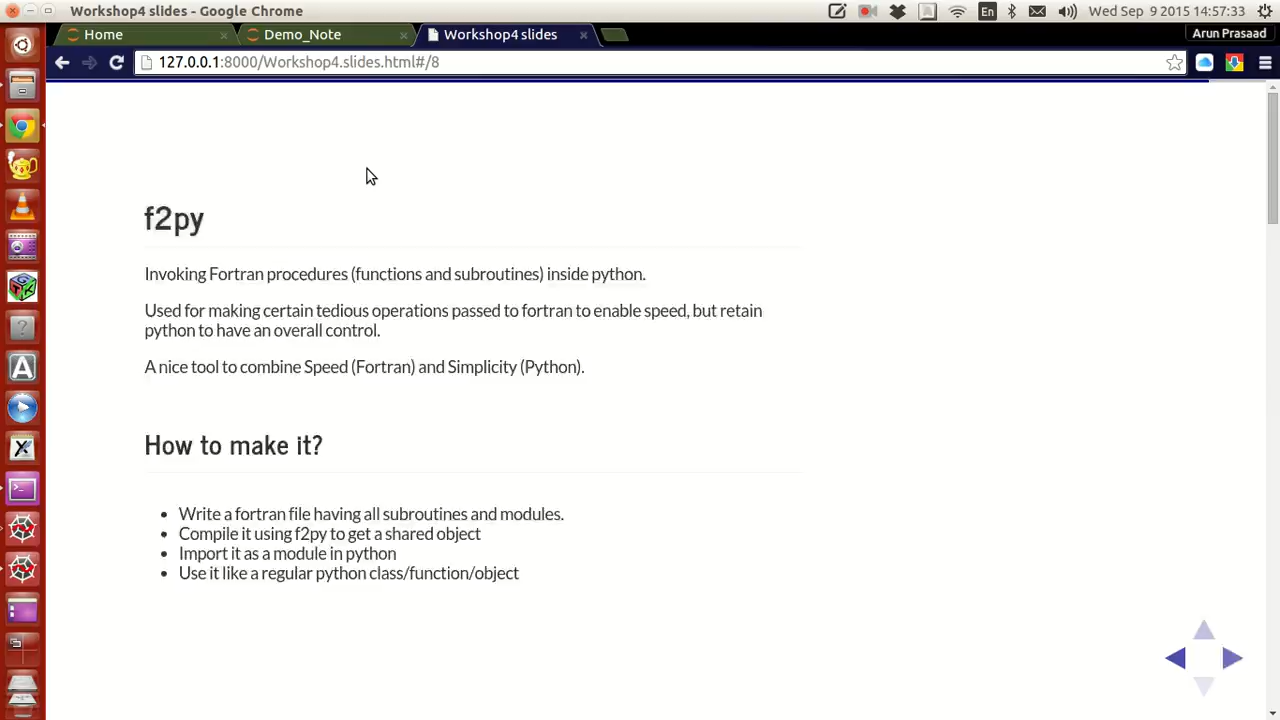 Workshop4 slides - Google Chrome
En
Wed Sep 9 2015 14:57:33
Home
Demo_Note
Workshop4 slides
Arun Prasaad
127.0.0.1:8000/Workshop4.slides.html#/8
f2py
Invoking Fortran procedures (functions and subroutines) inside python.
Used for making certain tedious operations passed to fortran to enable speed, but retain
python to have an overall control.
A nice tool to combine Speed (Fortran) and Simplicity (Python).
How to make it?
• Write a fortran file having all subroutines and modules.
• Compile it using f2py to get a shared object
• Import it as a module in python
• Use it like a regular python class/function/object